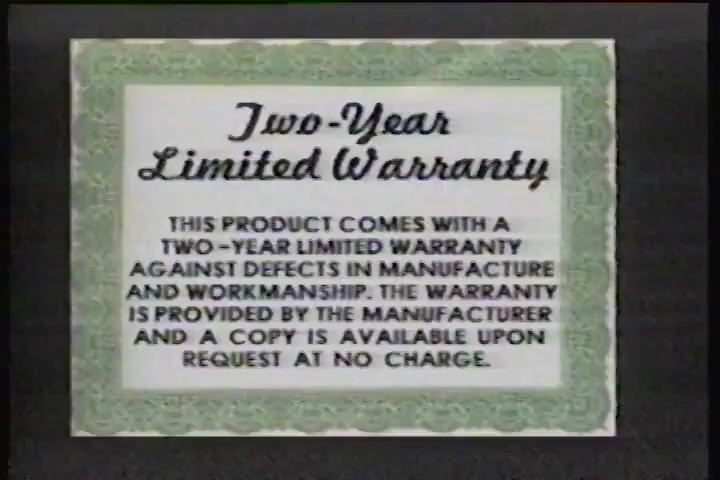 Two-Year
Limited Warranty
THIS PRODUCT COMES WITH A
TWO-YEAR LIMITED WARRANTY
AGAINST DEFECTS IN MANUFACTURE
AND WORKMANSHIP. THE WARRANTY
IS PROVIDED BY THE MANUFACTURER
AND A COPY IS AVAILABLE UPON
REQUEST AT NO CHARGE.